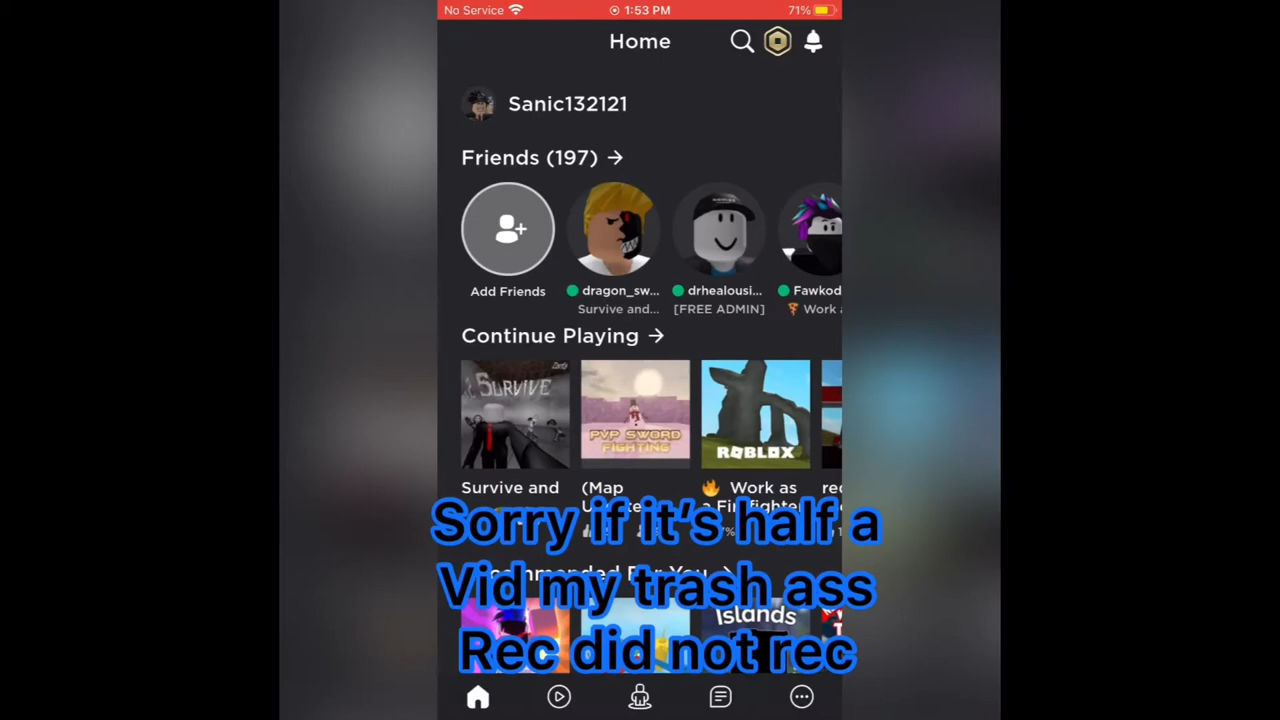 No Service 1:53 PM 71%
Home
Sanic132121
Friends (197) →
Add Friends dragon_sw... drhealousi... Fawkod
Survive and... [FREE ADMIN] Work a
Continue Playing →
SURVIVE
PVP SWORD
FIGHTING
ROBLOX
Survive and (Map 🔥 Work as
Sorry if it's half a
Vid my trash ass
Islands
Rec did not rec